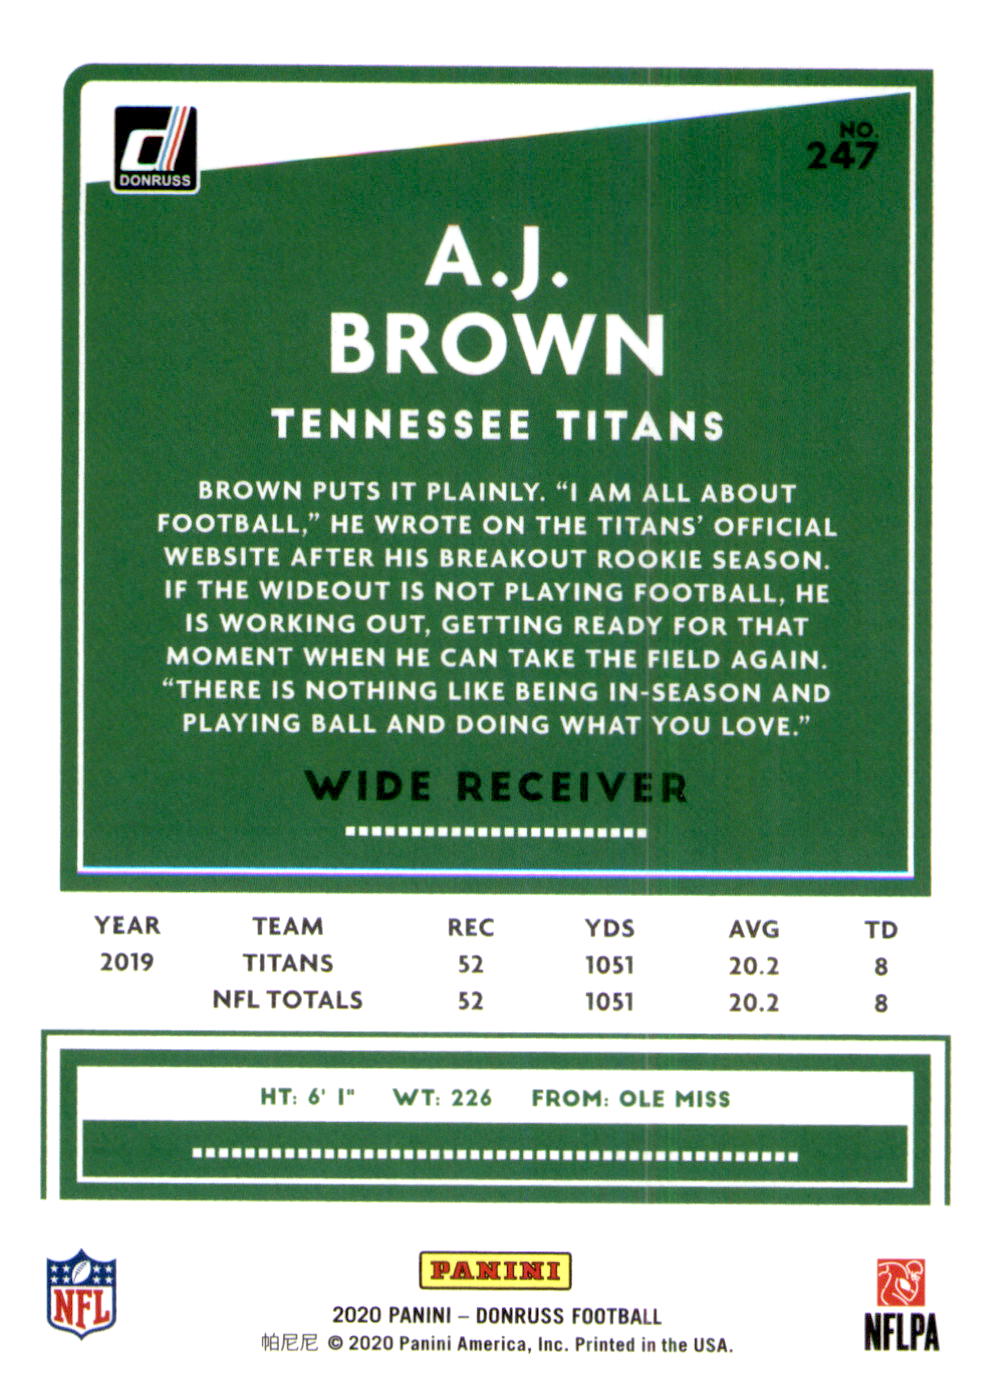 DONRUSS
NO.
247
A.J.
BROWN
TENNESSEE TITANS
BROWN PUTS IT PLAINLY. “I AM ALL ABOUT
FOOTBALL,” HE WROTE ON THE TITANS’ OFFICIAL
WEBSITE AFTER HIS BREAKOUT ROOKIE SEASON.
IF THE WIDEOUT IS NOT PLAYING FOOTBALL, HE
IS WORKING OUT, GETTING READY FOR THAT
MOMENT WHEN HE CAN TAKE THE FIELD AGAIN.
“THERE IS NOTHING LIKE BEING IN-SEASON AND
PLAYING BALL AND DOING WHAT YOU LOVE.”
WIDE RECEIVER
YEAR TEAM REC YDS AVG TD
2019 TITANS 52 1051 20.2 8
NFL TOTALS 52 1051 20.2 8
HT: 6' 1" WT: 226 FROM: OLE MISS
NFL
PANINI
NFLPA
2020 PANINI – DONRUSS FOOTBALL
帕尼尼 © 2020 Panini America, Inc. Printed in the USA.